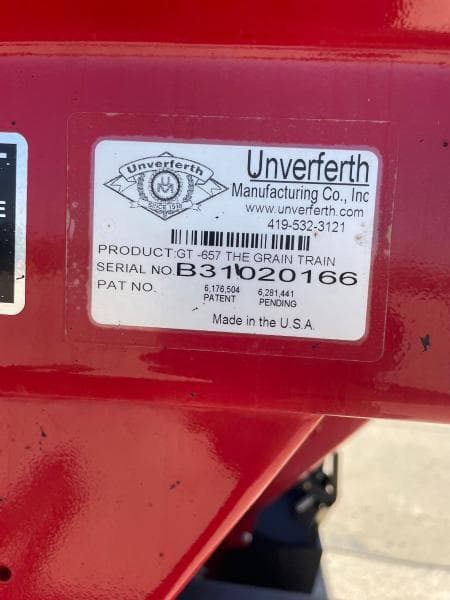 T
E
Unverferth
SINCE 1948
Unverferth
Manufacturing Co., Inc
www.unverferth.com
419-532-3121
PRODUCT:GT -657 THE GRAIN TRAIN
SERIAL NO.B31020166
PAT NO. 6,176,504 6,291,441
PATENT PENDING
Made in the U.S.A.